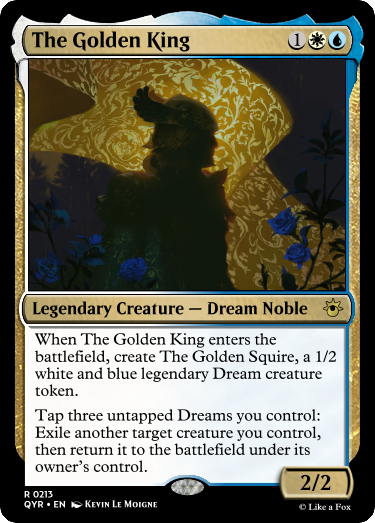 The Golden King 1
Legendary Creature — Dream Noble
When The Golden King enters the
battlefield, create The Golden Squire, a 1/2
white and blue legendary Dream creature
token.
Tap three untapped Dreams you control:
Exile another target creature you control,
then return it to the battlefield under its
owner's control.
2/2
R 0213
QYR • EN Kevin Le Moigne
© Like a Fox